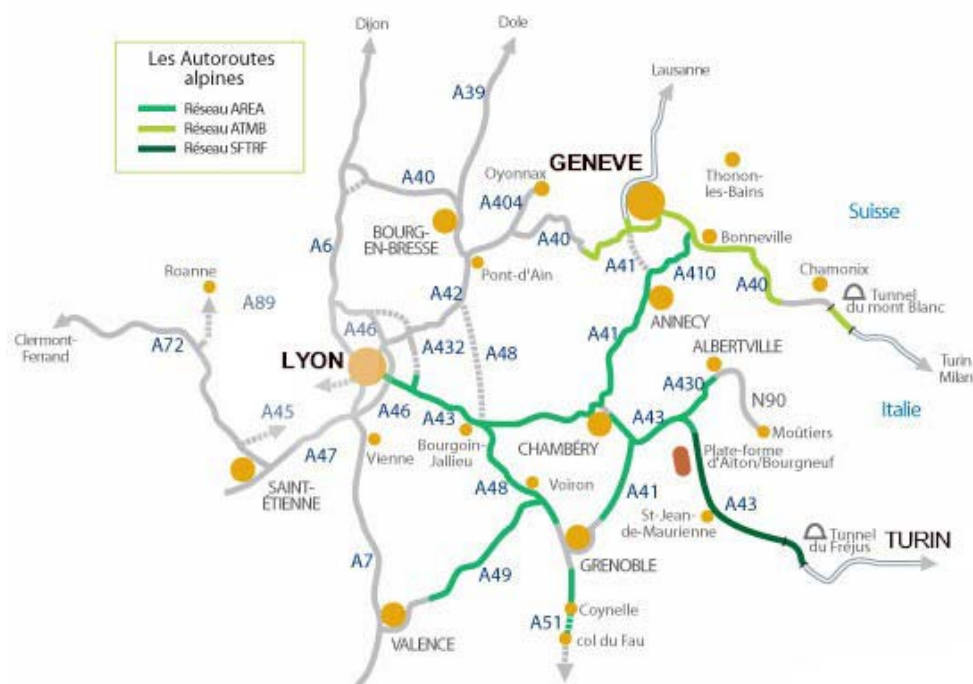 Dijon
Dole
Les Autoroutes
alpines
Réseau AREA
Réseau ATMB
Réseau SFTRF
Lausanne
A39
GENEVE
Thonon-
les-Bains
Oyonnax
A40
A404
Suisse
BOURG-
EN-BRESSE
A6
A40
Bonneville
A41
A410
Pont-d'Ain
Chamonix
Roanne
A40
Tunnel
du mont Blanc
A89
A42
ANNECY
A46
A41
Clermont-
Ferrand
A72
A432
A48
ALBERTVILLE
LYON
Turin
Milan
A430
N90
Italie
A46
A43
A43
A45
Moûtiers
Bourgoin-
Jallieu
CHAMBÉRY
Vienne
A47
Plate-forme
d'Aiton/Bourgneuf
SAINT-
ÉTIENNE
A48
Voiron
A41
A43
St-Jean-
de-Maurienne
Tunnel
du Fréjus
TURIN
A7
A49
GRENOBLE
Coynelle
A51
VALENCE
col du Fau